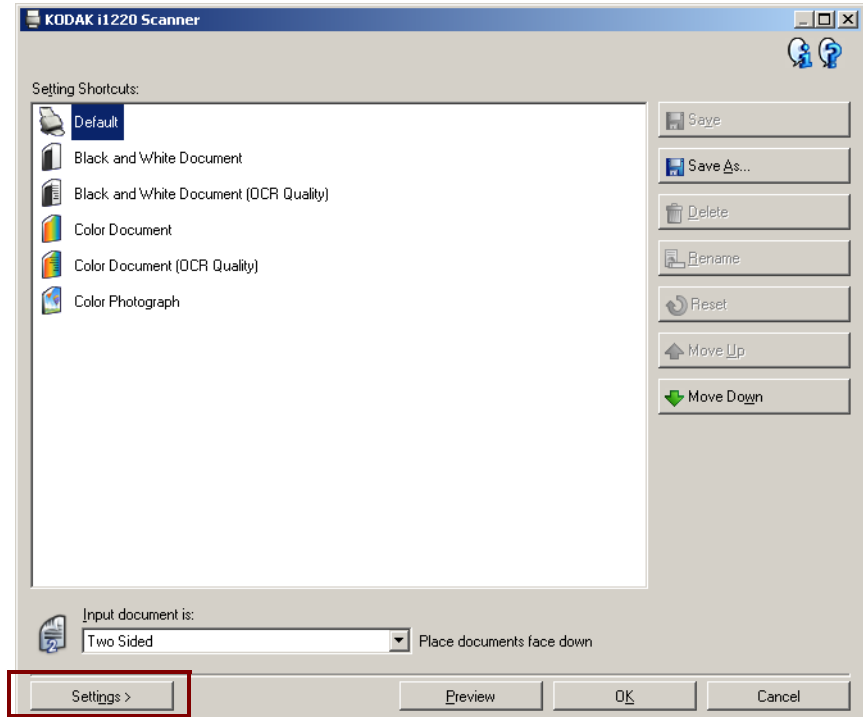 KODAK i1220 Scanner
Setting Shortcuts:
Default
Black and White Document
Black and White Document (OCR Quality)
Color Document
Color Document (OCR Quality)
Color Photograph
Save
Save As...
Delete
Rename
Reset
Move Up
Move Down
Input document is:
2
Two Sided
Place documents face down
Settings >
Preview
OK
Cancel